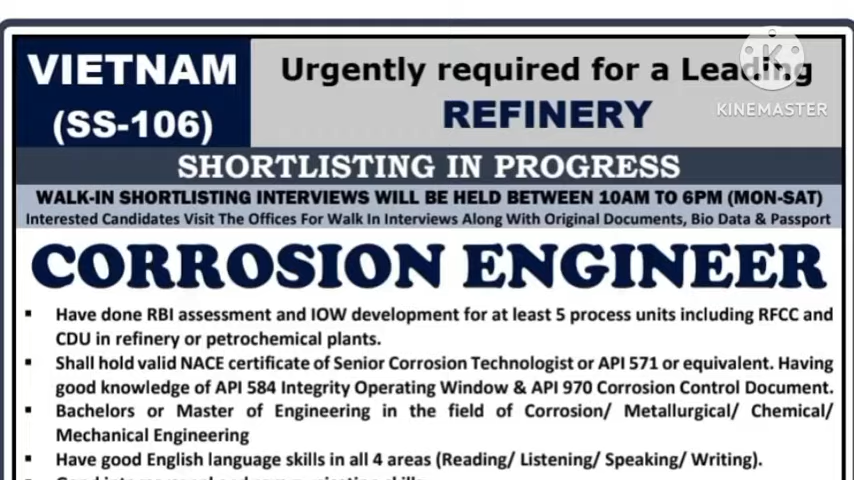 VIETNAM
(SS-106)
Urgently required for a Leading
REFINERY
KINEMASTER
SHORTLISTING IN PROGRESS
WALK-IN SHORTLISTING INTERVIEWS WILL BE HELD BETWEEN 10AM TO 6PM (MON-SAT)
Interested Candidates Visit The Offices For Walk In Interviews Along With Original Documents, Bio Data & Passport
CORROSION ENGINEER
▪ Have done RBI assessment and IOW development for at least 5 process units including RFCC and
CDU in refinery or petrochemical plants.
▪ Shall hold valid NACE certificate of Senior Corrosion Technologist or API 571 or equivalent. Having
good knowledge of API 584 Integrity Operating Window & API 970 Corrosion Control Document.
▪ Bachelors or Master of Engineering in the field of Corrosion/ Metallurgical/ Chemical/
Mechanical Engineering
▪ Have good English language skills in all 4 areas (Reading/ Listening/ Speaking/ Writing).